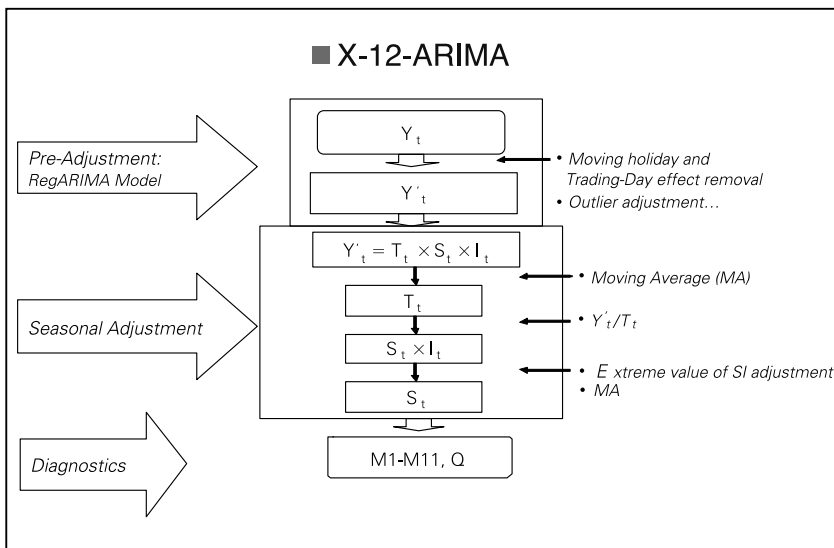 ■ X-12-ARIMA
Pre-Adjustment:
RegARIMA Model
Y t
Y' t
• Moving holiday and
Trading-Day effect removal
• Outlier adjustment…
Y' t = T t × S t × I t
• Moving Average (MA)
T t
Seasonal Adjustment
• Y' t /T t
S t × I t
• E xtreme value of SI adjustment
• MA
S t
Diagnostics
M1-M11, Q